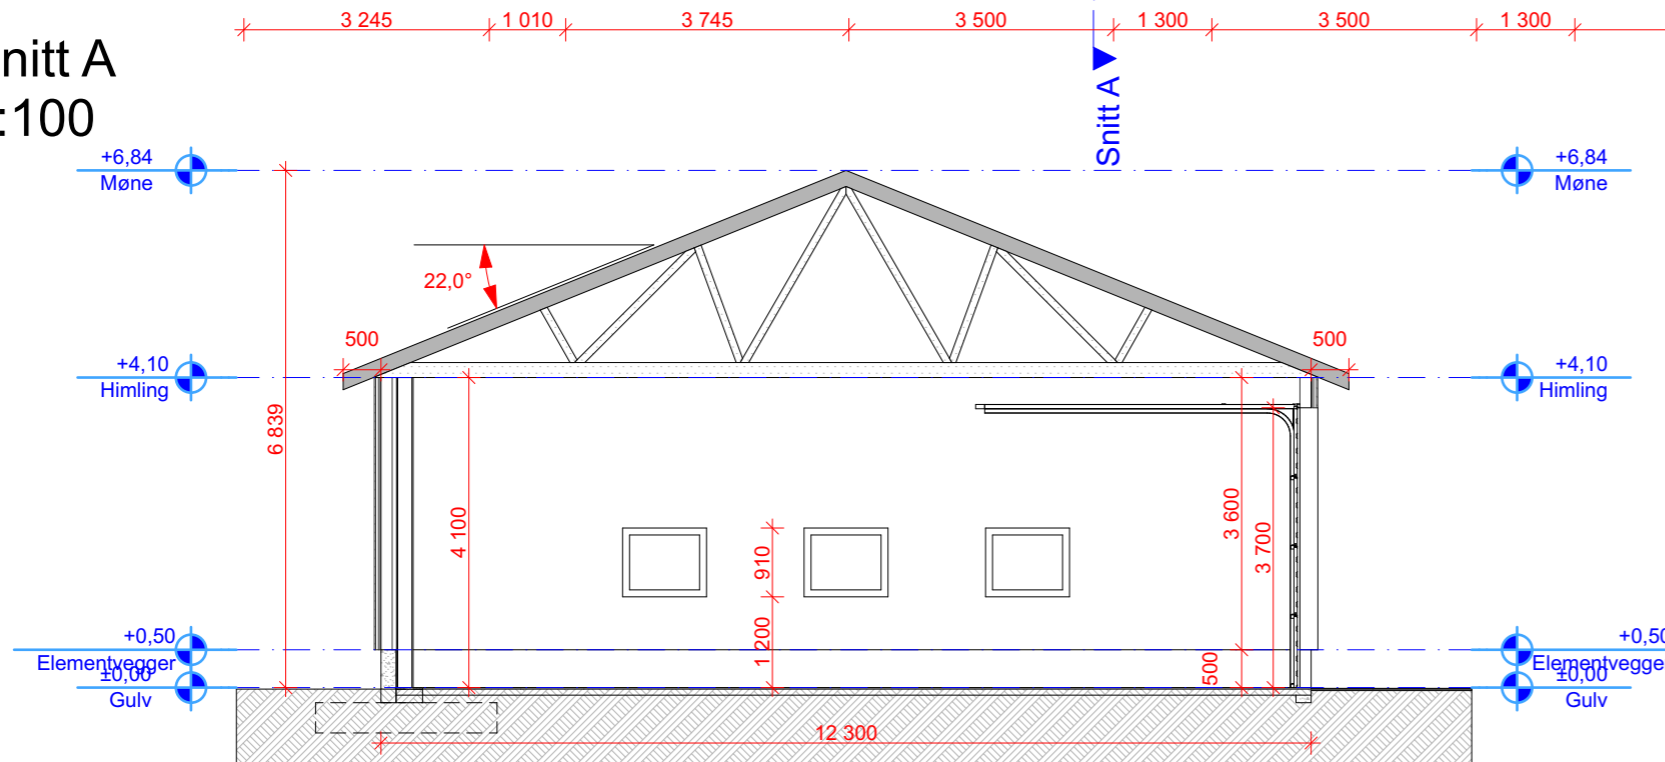 3 245 1 010 3 745 3 500 1 300 3 500 1 300
nitt A
:100
Snitt A
+6,84
Møne
+6,84
Møne
22,0°
500
500
+4,10
Himling
+4,10
Himling
6 839
4 100
910
1 200
3 600
3 700
500
+0,50
Elementvegger
±0,00
Gulv
+0,50
Elementvegge
±0,00
Gulv
12 300